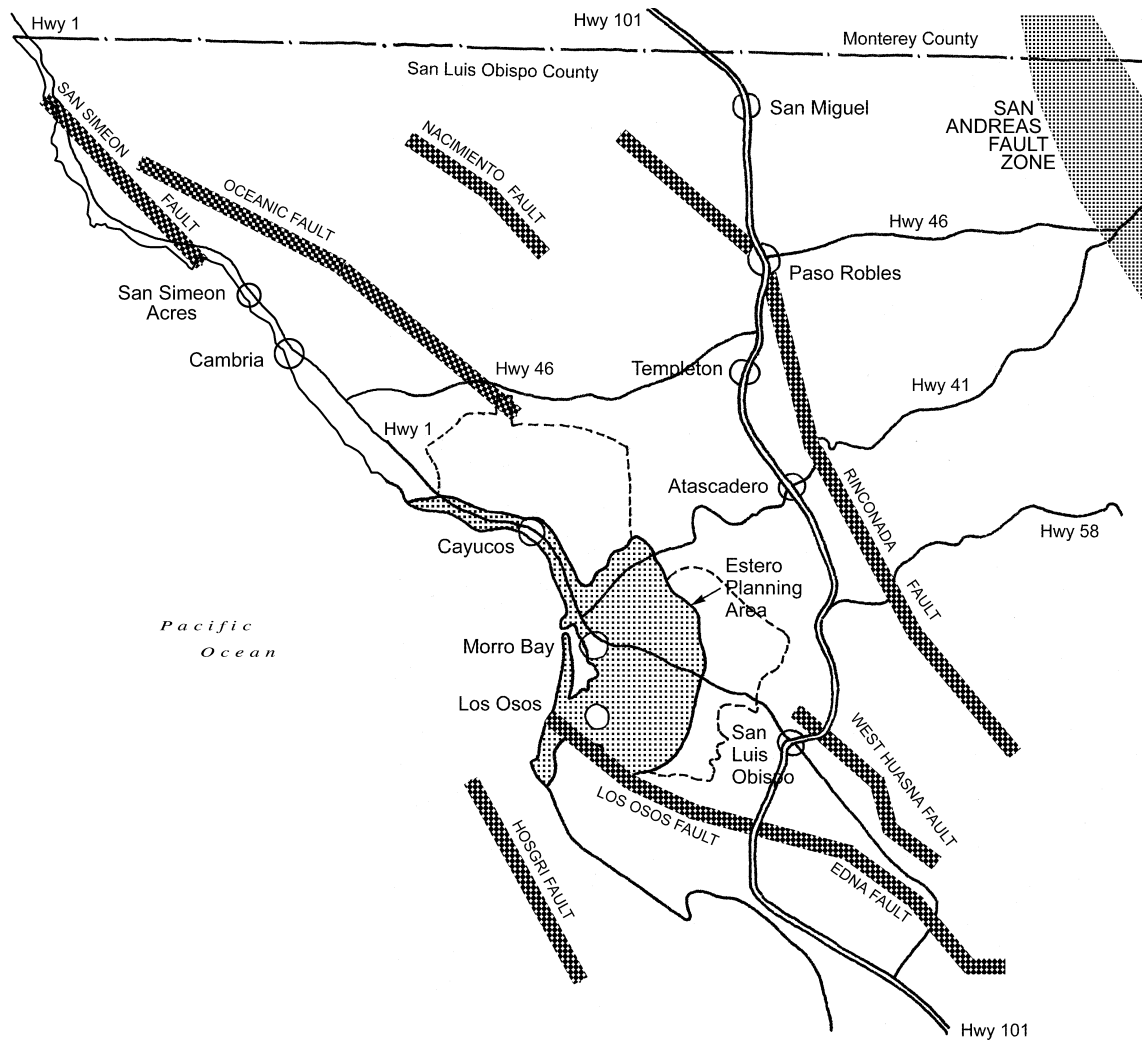 Hwy 1
Hwy 101
Monterey County
San Luis Obispo County
SAN SIMEON
FAULT
NACIMIENTO FAULT
San Miguel
SAN
ANDREAS
FAULT
ZONE
OCEANIC FAULT
Hwy 46
Paso Robles
San Simeon
Acres
Cambria
Hwy 46
Templeton
Hwy 41
Hwy 1
Atascadero
RINCONADA
FAULT
Cayucos
Hwy 58
Estero
Planning
Area
Pacific
Ocean
Morro Bay
Los Osos
San
Luis
Obispo
WEST HUASNA FAULT
LOS OSOS FAULT
HOSGRI FAULT
EDNA FAULT
Hwy 101